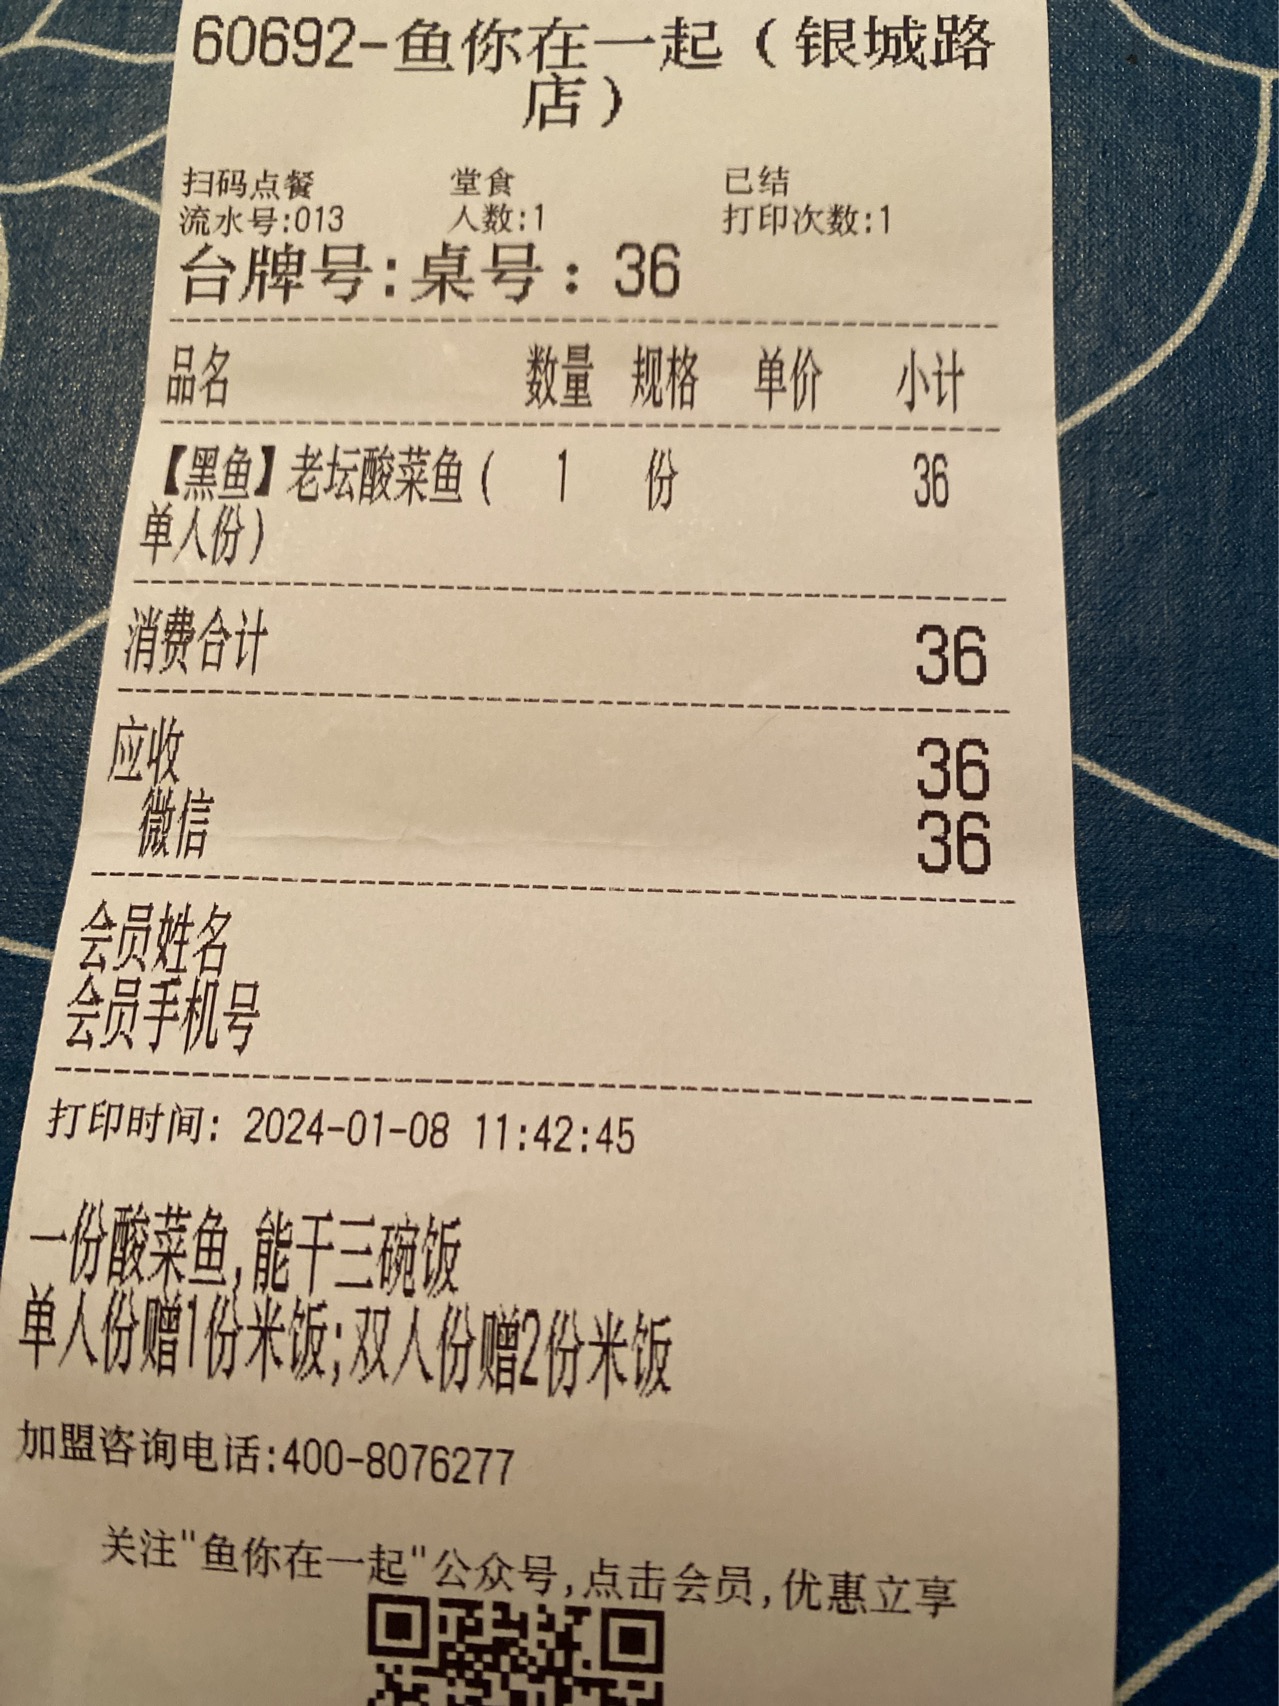 60692-鱼你在一起（银城路
店）
扫码点餐 堂食 已结
流水号:013 人数:1 打印次数:1
台牌号:桌号：36
品名 数量 规格 单价 小计
【黑鱼】老坛酸菜鱼( 1 份 36
单人份)
消费合计 36
应收 36
微信 36
会员姓名
会员手机号
打印时间: 2024-01-08 11:42:45
一份酸菜鱼,能干三碗饭
单人份赠1份米饭;双人份赠2份米饭
加盟咨询电话:400-8076277
关注"鱼你在一起"公众号,点击会员,优惠立享